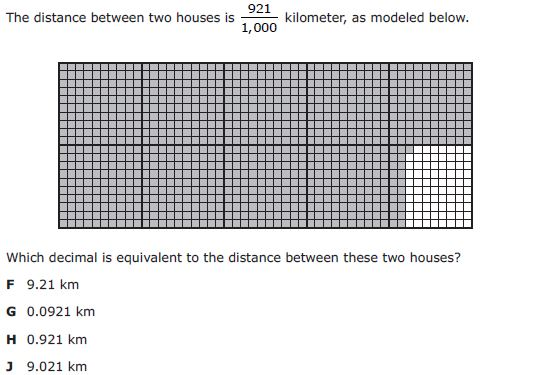 The distance between two houses is 921/1,000 kilometer, as modeled below.
Which decimal is equivalent to the distance between these two houses?
F 9.21 km
G 0.0921 km
H 0.921 km
J 9.021 km